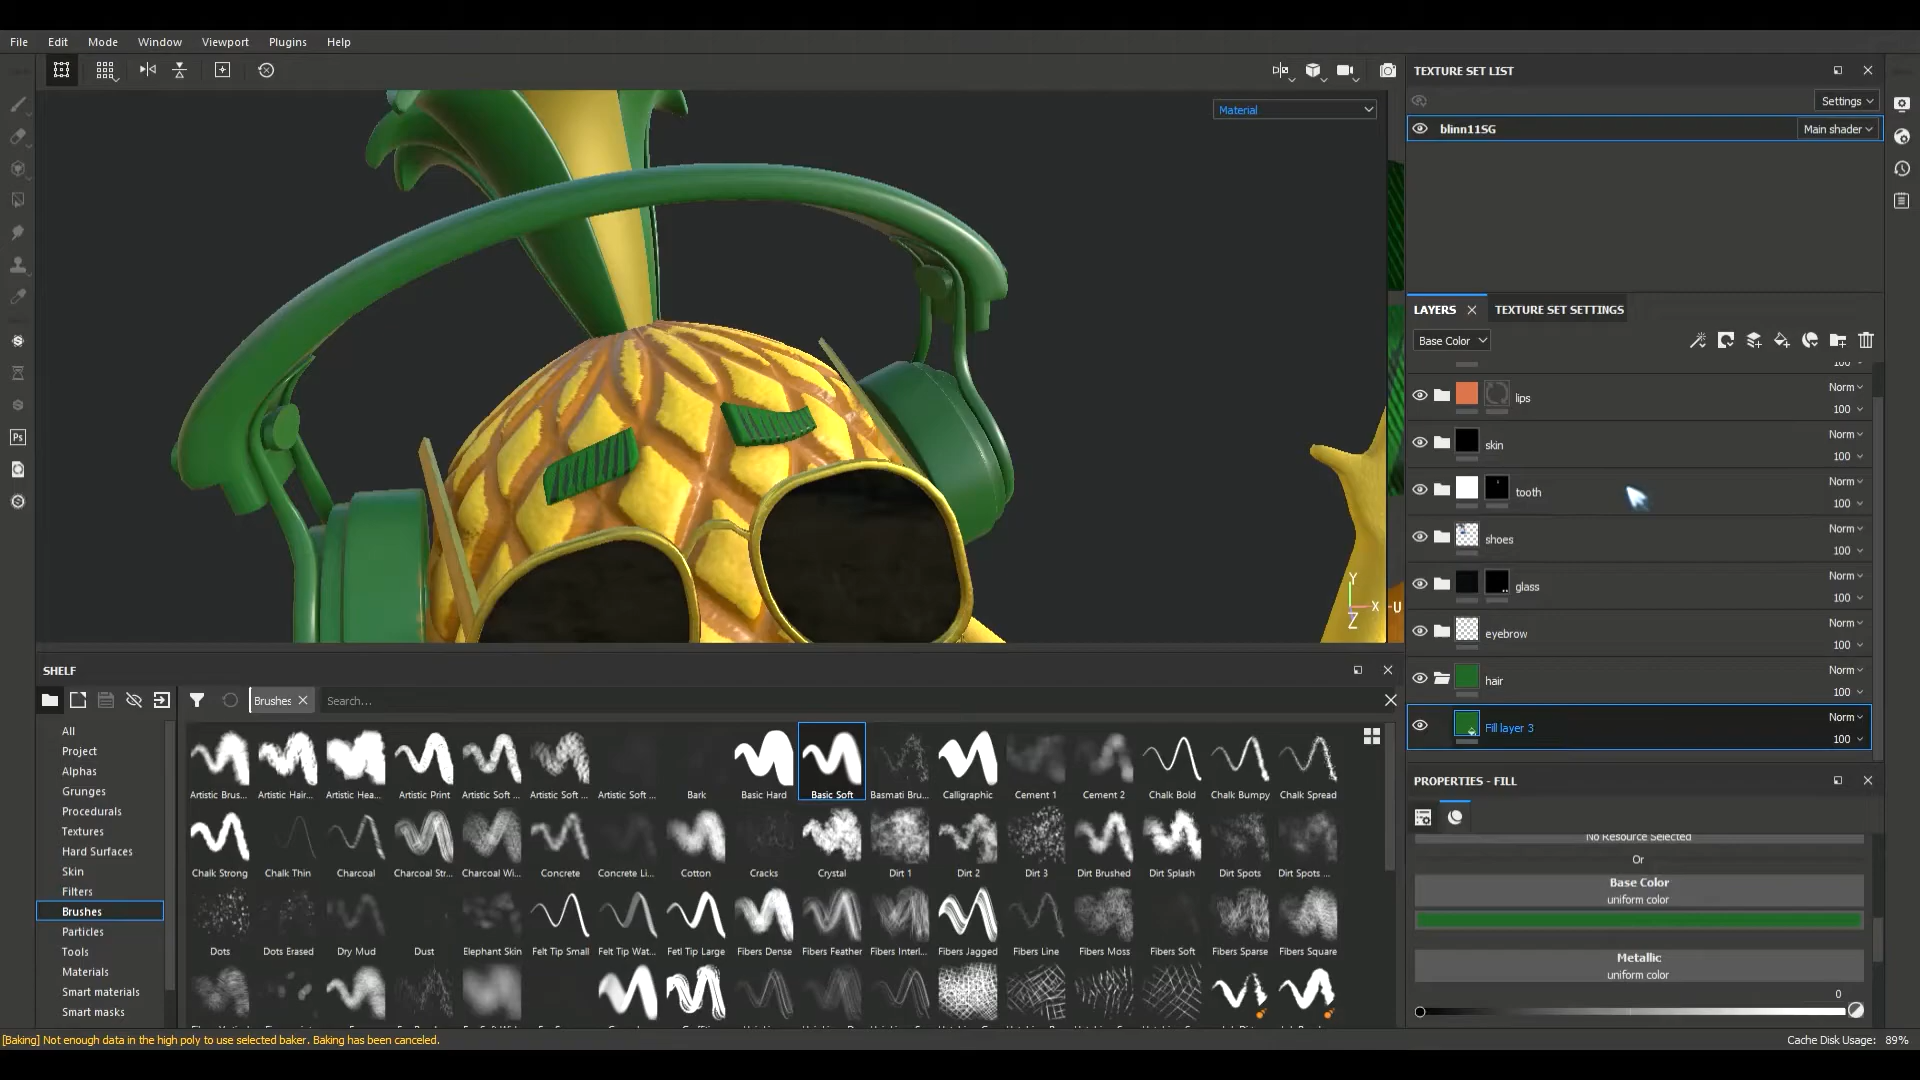 File Edit Mode Window Viewport Plugins Help
Material
TEXTURE SET LIST
Settings
blinn11SG Main shader
LAYERS TEXTURE SET SETTINGS
Base Color
100
lips Norm 100
skin Norm 100
tooth Norm 100
shoes Norm 100
glass Norm 100
eyebrow Norm 100
hair Norm 100
Fill layer 3 Norm 100
Y
X -U
Z
SHELF
Brushes Search...
All
Project
Alphas
Grunges
Procedurals
Textures
Hard Surfaces
Skin
Filters
Brushes
Particles
Tools
Materials
Smart materials
Smart masks
Artistic Brus... Artistic Hair... Artistic Hea... Artistic Print Artistic Soft ... Artistic Soft ... Artistic Soft ... Bark Basic Hard Basic Soft Basmati Bru... Calligraphic Cement 1 Cement 2 Chalk Bold Chalk Bumpy Chalk Spread
Chalk Strong Chalk Thin Charcoal Charcoal Str... Charcoal Wi... Concrete Concrete Li... Cotton Cracks Crystal Dirt 1 Dirt 2 Dirt 3 Dirt Brushed Dirt Splash Dirt Spots Dirt Spots ...
Dots Dots Erased Dry Mud Dust Elephant Skin Felt Tip Small Felt Tip Wat... Fetl Tip Large Fibers Dense Fibers Feather Fibers Interl... Fibers Jagged Fibers Line Fibers Moss Fibers Soft Fibers Sparse Fibers Square
PROPERTIES - FILL
No Resource Selected
Or
Base Color
uniform color
Metallic
uniform color
0
Ps
[Baking] Not enough data in the high poly to use selected baker. Baking has been canceled.
Cache Disk Usage: 89%